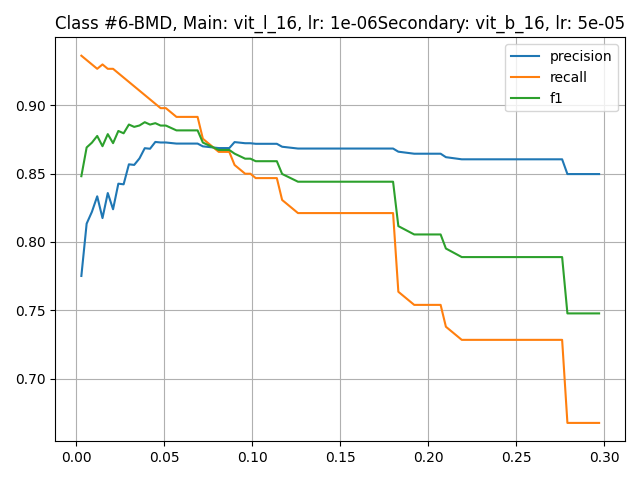 Class #6-BMD, Main: vit_l_16, lr: 1e-06Secondary: vit_b_16, lr: 5e-05
precision
recall
f1
0.90
0.85
0.80
0.75
0.70
0.00 0.05 0.10 0.15 0.20 0.25 0.30